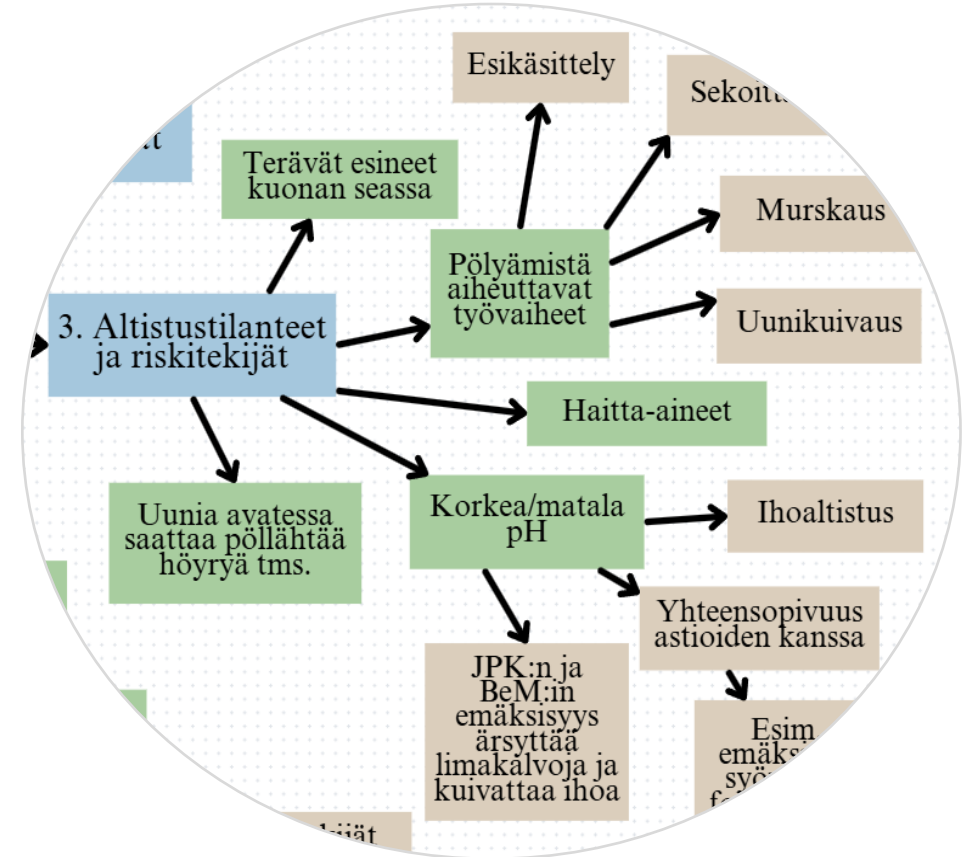 Esikäsittely
Terävät esineet
kuonan seassa
Pölyämistä
aiheuttavat
työvaiheet
Murskaus
Uunikuivaus
3. Altistustilanteet
ja riskitekijät
Haitta-aineet
Uunia avatessa
saattaa pöllähtää
höyryä tms.
Korkea/matala
pH
Ihoaltistus
Yhteensopivuus
astioiden kanssa
JPK:n ja
BeM:in
emäksisyys
ärsyttää
limakalvoja ja
kuivattaa ihoa
Esim